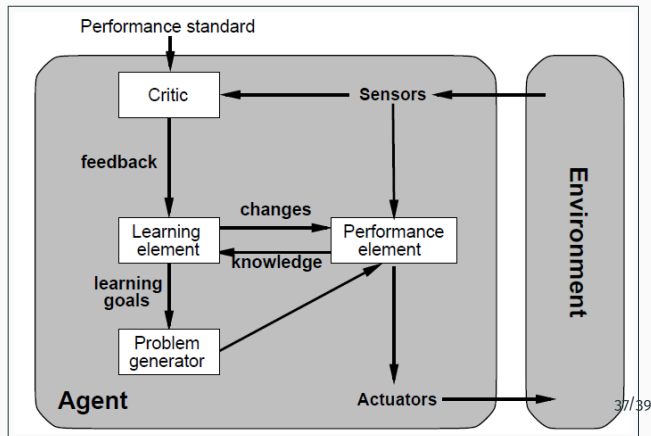 Performance standard
Critic
Sensors
feedback
changes
Learning
element
Performance
element
knowledge
learning
goals
Problem
generator
Agent
Actuators
Environment
37/39